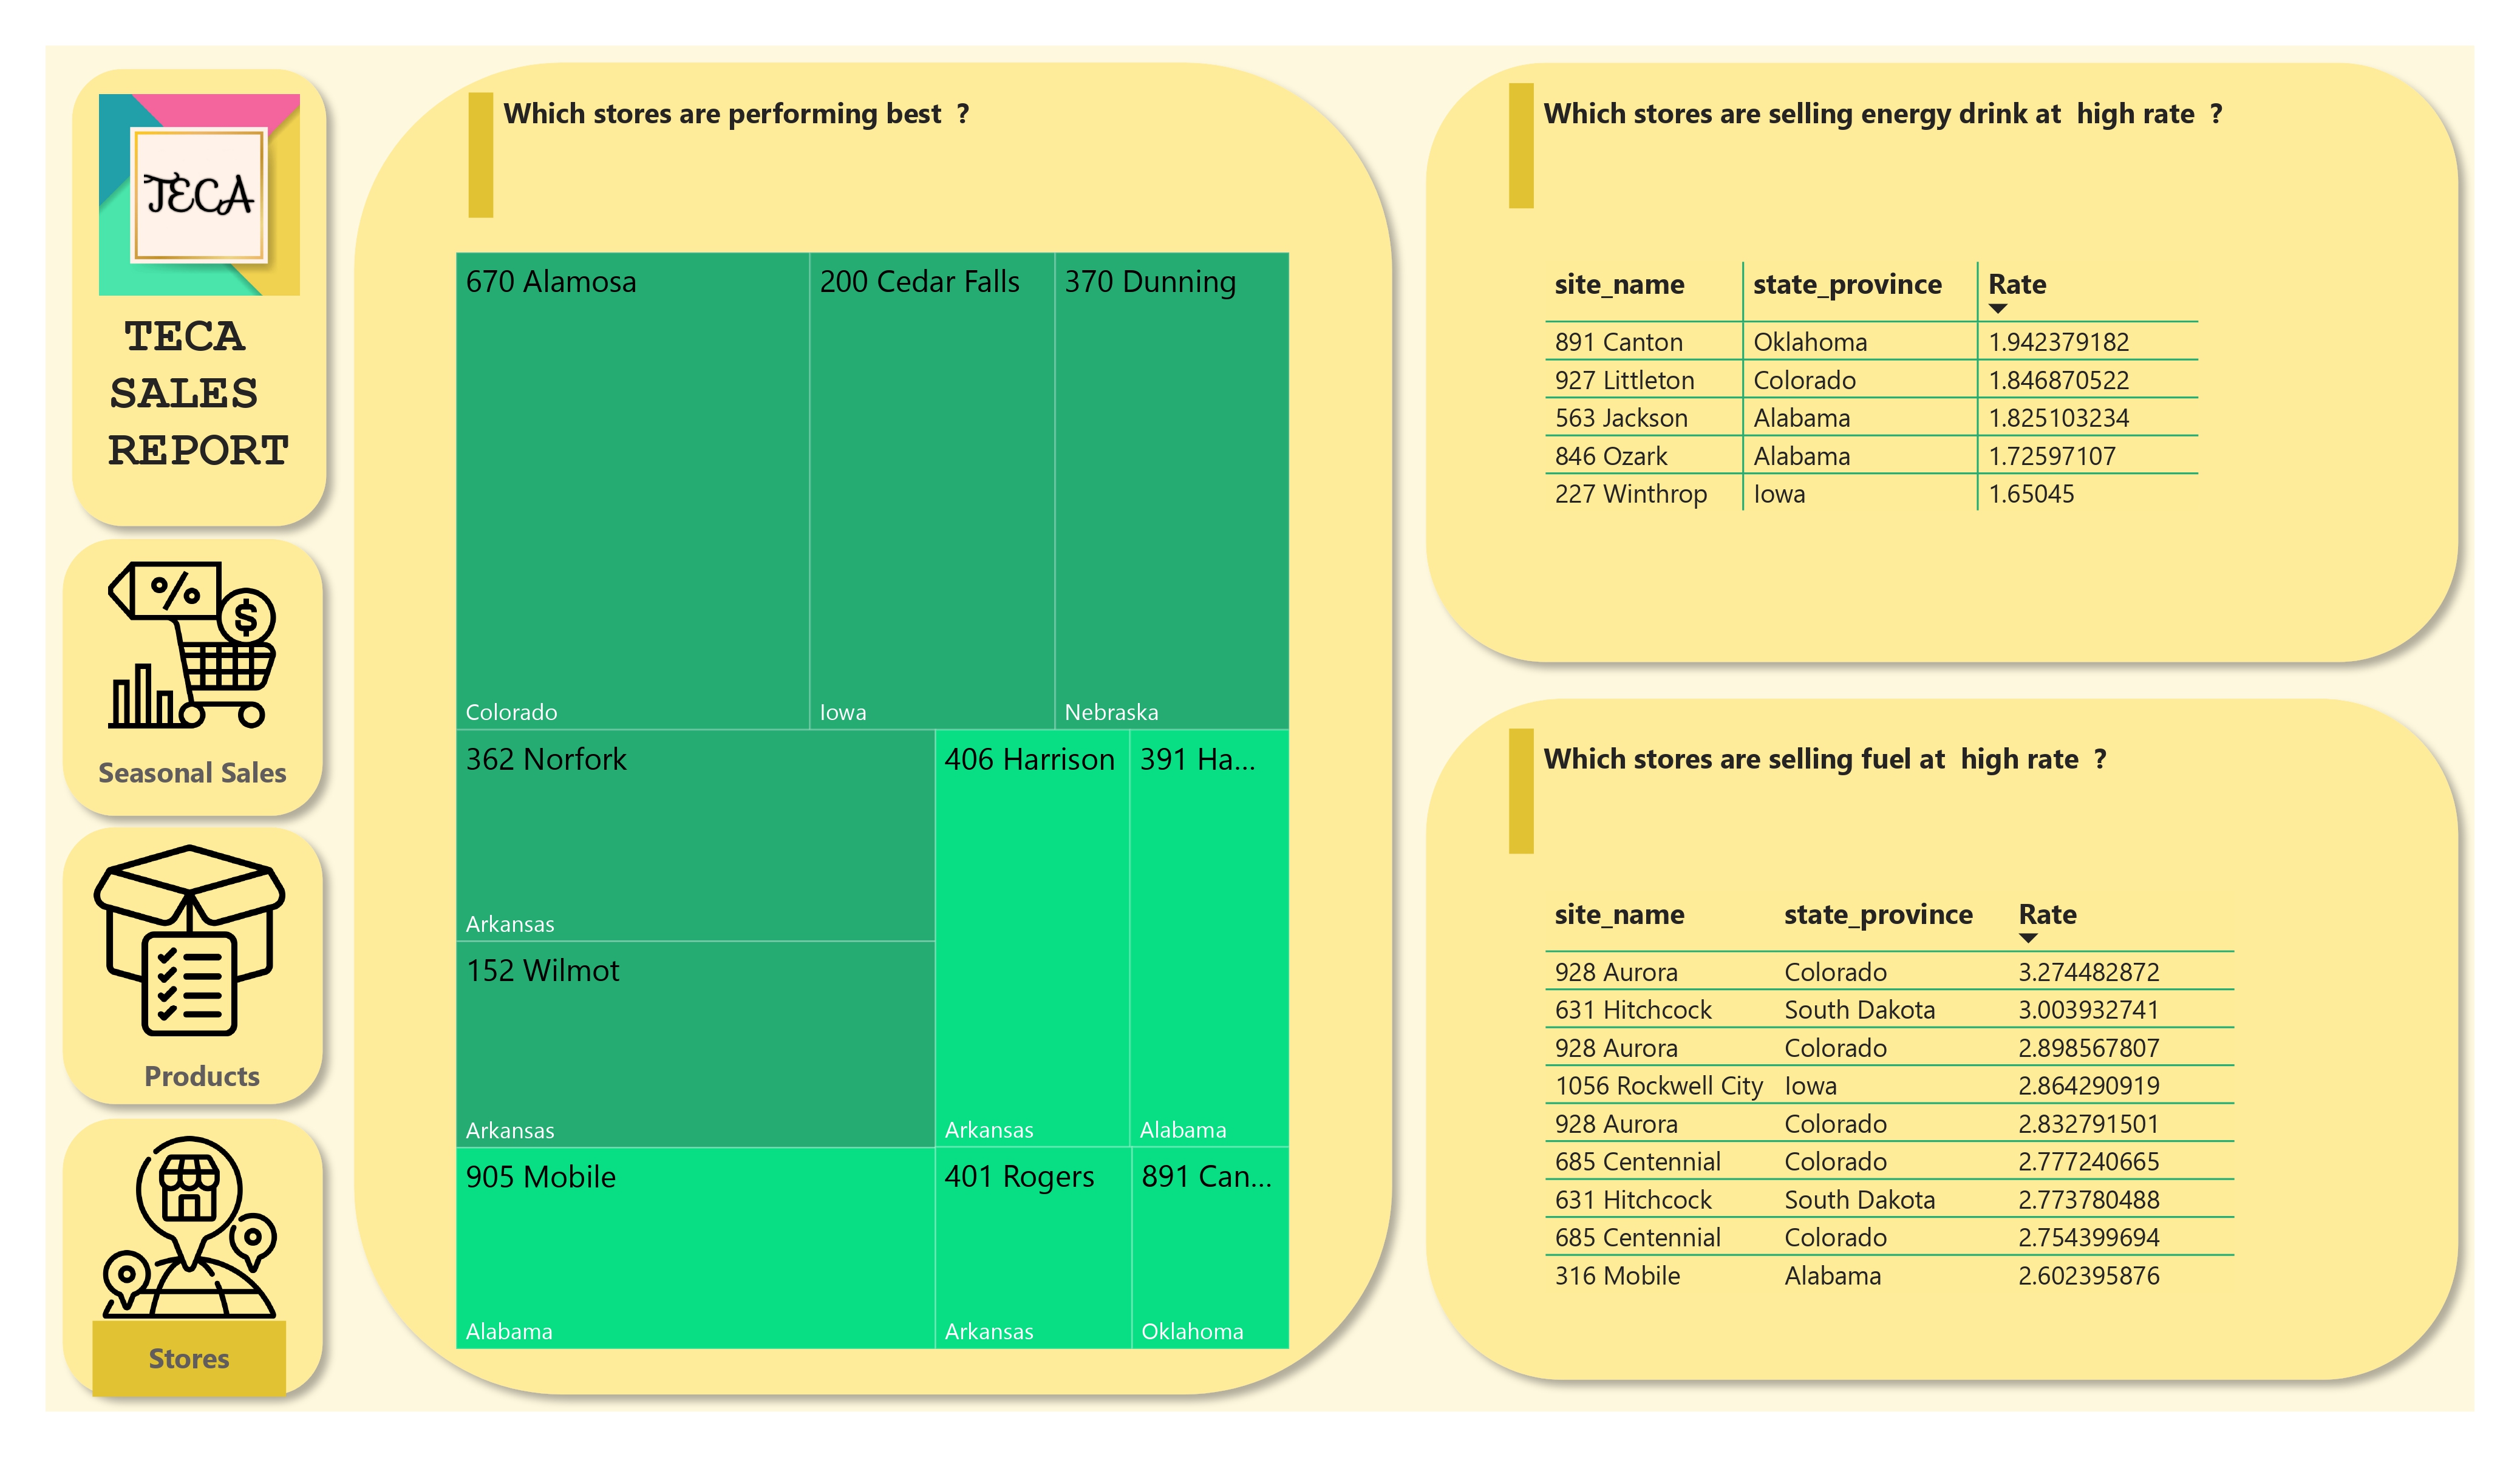 TECA
TECA
SALES
REPORT
Seasonal Sales
Products
Stores
Which stores are performing best ?
670 Alamosa
Colorado
200 Cedar Falls
Iowa
370 Dunning
Nebraska
362 Norfork
Arkansas
152 Wilmot
Arkansas
905 Mobile
Alabama
406 Harrison
Arkansas
391 Ha...
Alabama
401 Rogers
Arkansas
891 Can...
Oklahoma
Which stores are selling energy drink at high rate ?
site_name state_province Rate
891 Canton Oklahoma 1.942379182
927 Littleton Colorado 1.846870522
563 Jackson Alabama 1.825103234
846 Ozark Alabama 1.72597107
227 Winthrop Iowa 1.65045
Which stores are selling fuel at high rate ?
site_name state_province Rate
928 Aurora Colorado 3.274482872
631 Hitchcock South Dakota 3.003932741
928 Aurora Colorado 2.898567807
1056 Rockwell City Iowa 2.864290919
928 Aurora Colorado 2.832791501
685 Centennial Colorado 2.777240665
631 Hitchcock South Dakota 2.773780488
685 Centennial Colorado 2.754399694
316 Mobile Alabama 2.602395876